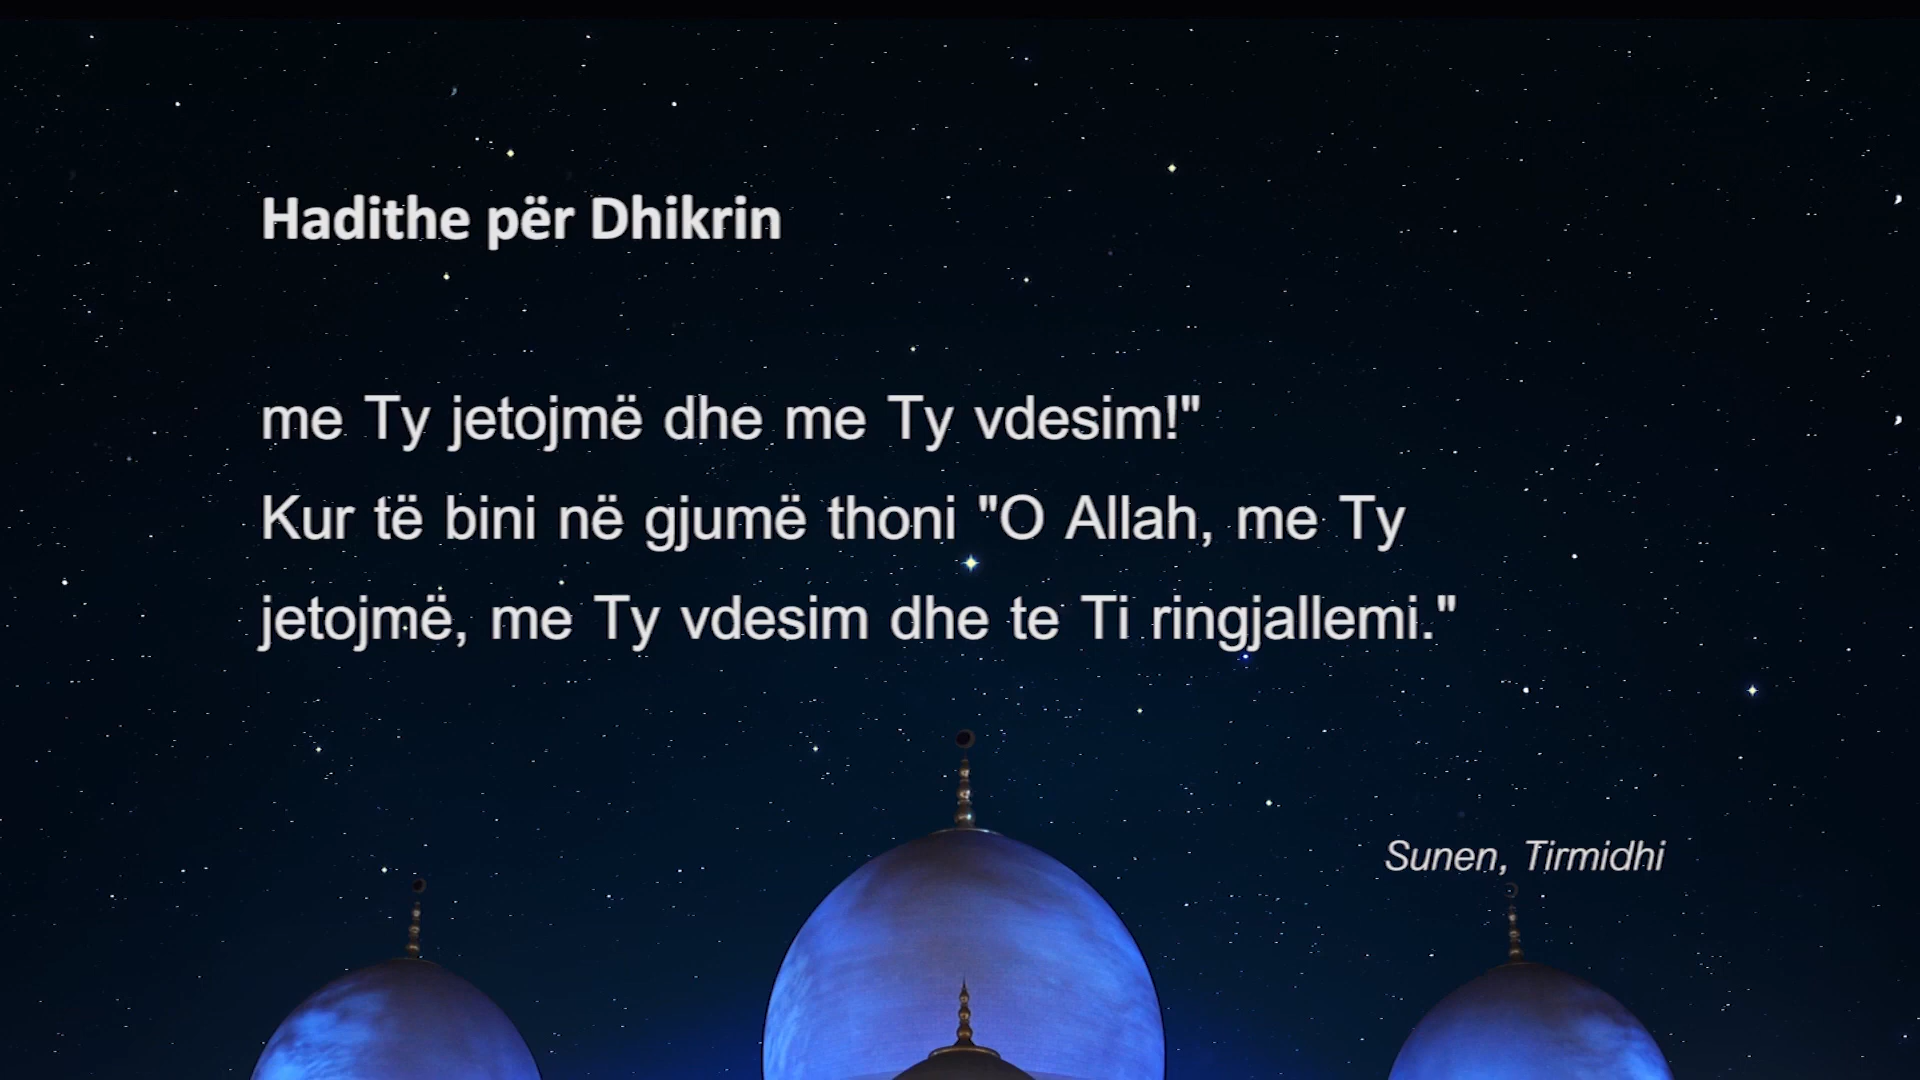 Hadithe për Dhikrin
me Ty jetojmë dhe me Ty vdesim!"
Kur të bini në gjumë thoni "O Allah, me Ty
jetojmë, me Ty vdesim dhe te Ti ringjallemi."
Sunen, Tirmidhi